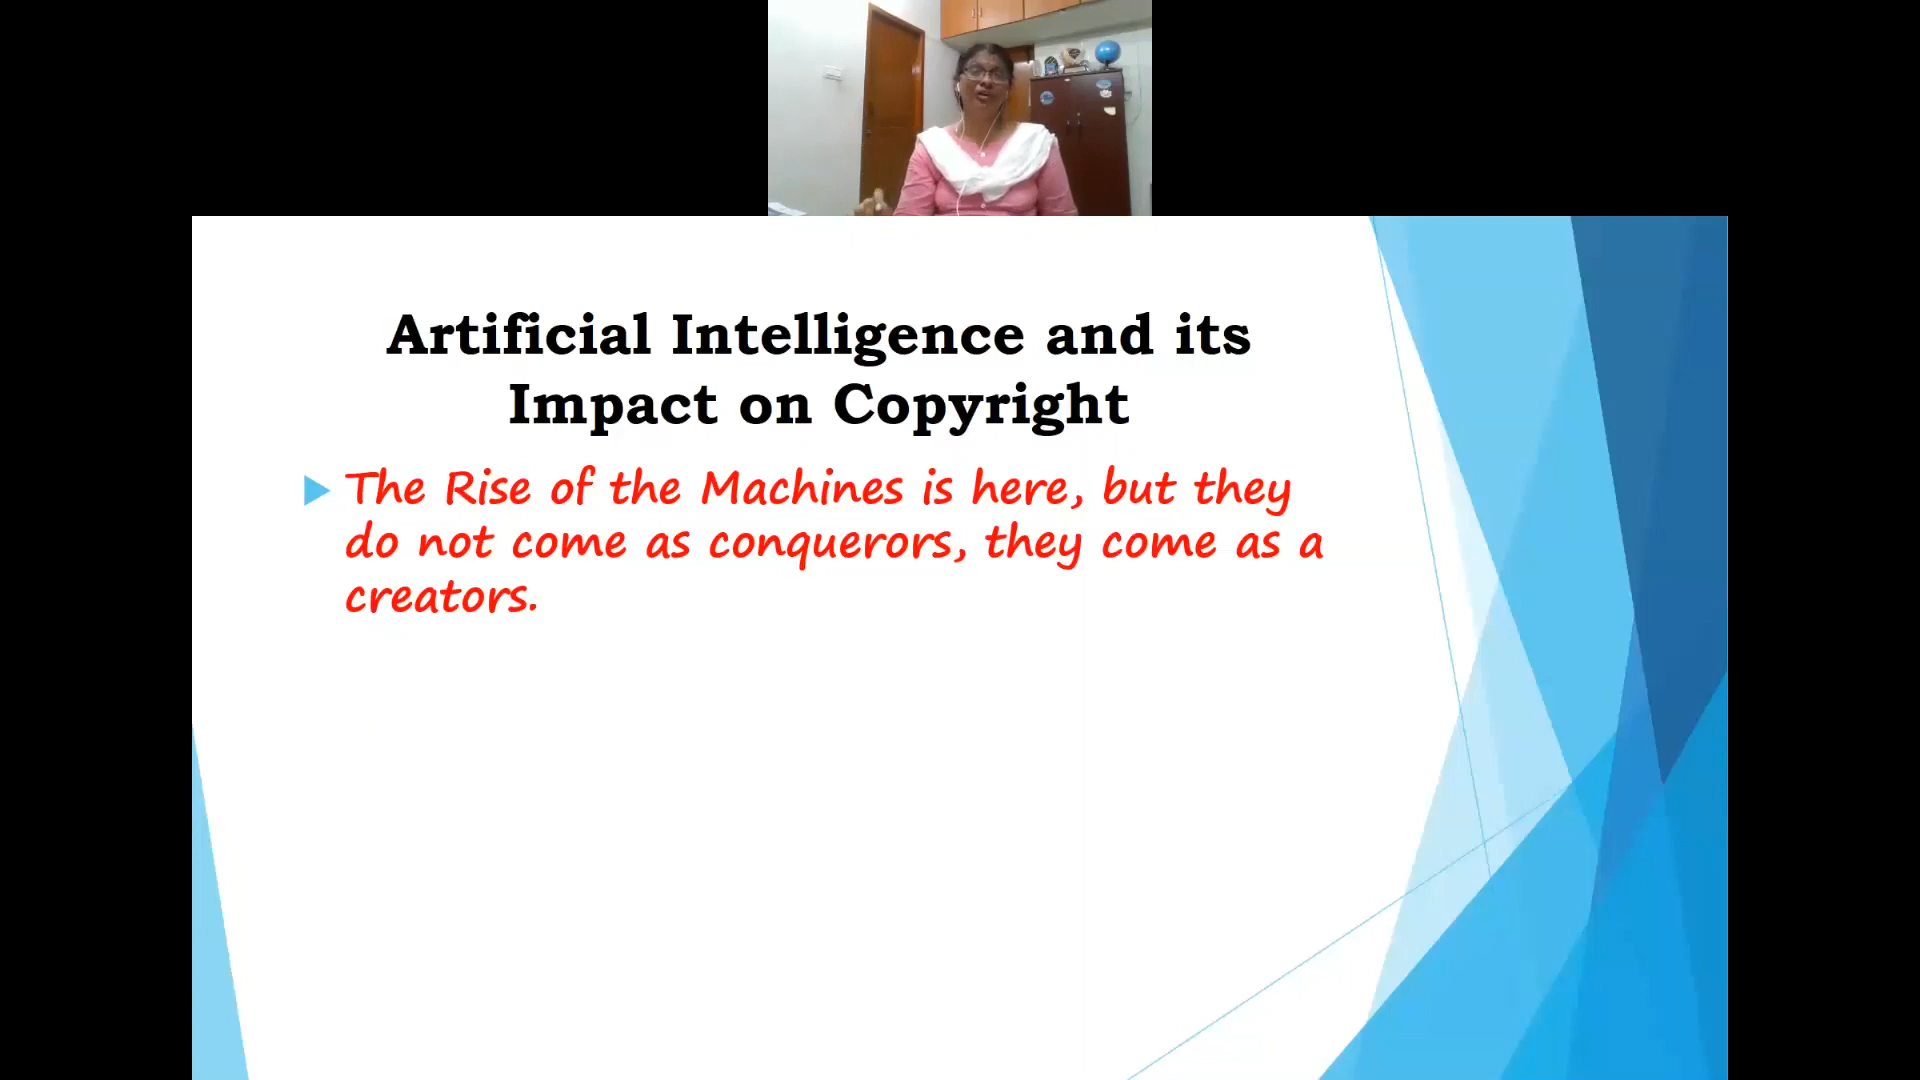 Artificial Intelligence and its
Impact on Copyright
The Rise of the Machines is here, but they
do not come as conquerors, they come as a
creators.